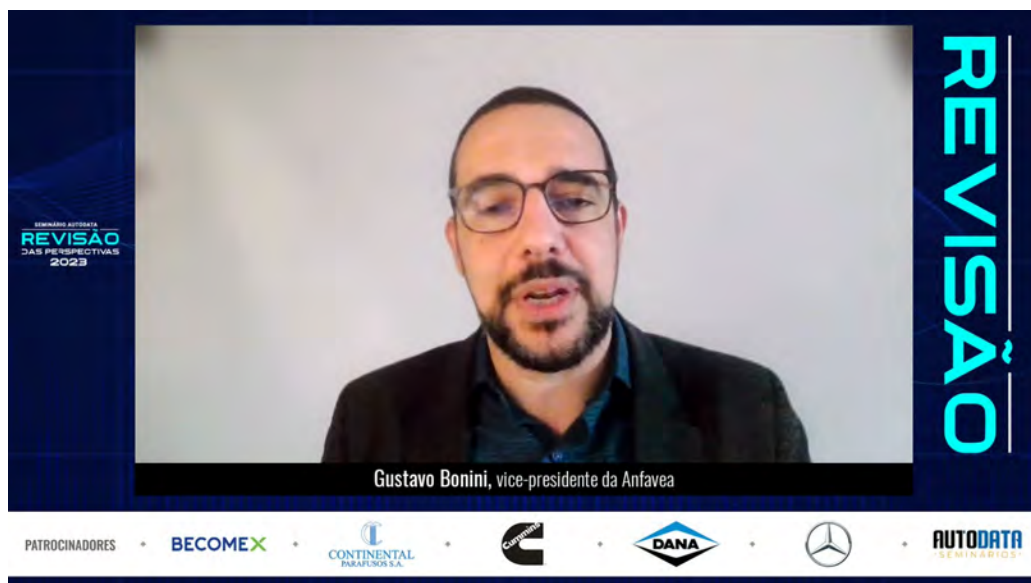 SEMINÁRIO AUTODATA
REVISÃO
DAS PERSPECTIVAS
2023
REVISÃO
Gustavo Bonini, vice-presidente da Anfavea
PATROCINADORES
BECOMEX
CONTINENTAL
PARAFUSOS S.A.
Cummins
DANA
AUTODATA
SEMINÁRIOS